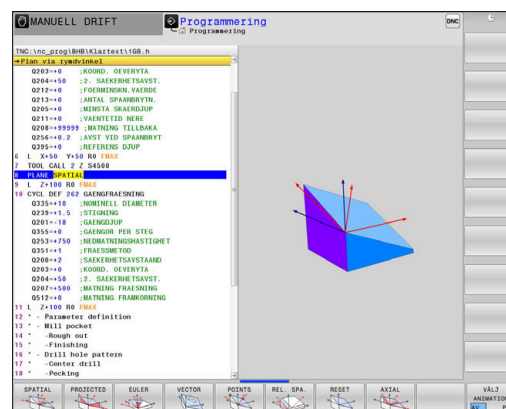 MANUELL DRIFT
Programmering
Programmering
DNC
TNC:\nc_prog\BHB\Klartext\1GB.h
→Plan via rymdvinkel
Q203=+0 ;KOORD. OEVERYTA
Q204=+50 ;2. SAEKERHETSAVST.
Q212=+0 ;FOERMINSKN.VAERDE
Q213=+0 ;ANTAL SPAANBRYTN.
Q205=+0 ;MINSTA SKAERDJUP
Q211=+0 ;VAENTETID NERE
Q208=+99999 ;MATNING TILLBAKA
Q256=+0.2 ;AVST VID SPAANBRYT
Q395=+0 ;REFERENS DJUP
6 L X+50 Y+50 R0 FMAX
7 TOOL CALL 2 Z S4500
8 PLANE SPATIAL
9 L Z+100 R0 FMAX
10 CYCL DEF 262 GAENGFRAESNING
Q335=+10 ;NOMINELL DIAMETER
Q239=+1.5 ;STIGNING
Q201=-18 ;GAENGDJUP
Q355=+0 ;GAENGOR PER STEG
Q253=+750 ;NEDMATNINGSHASTIGHET
Q351=+1 ;FRAESMETOD
Q200=+2 ;SAEKERHETSAVSTAAND
Q203=+0 ;KOORD. OEVERYTA
Q204=+50 ;2. SAEKERHETSAVST.
Q207=+500 ;MATNING FRAESNING
Q512=+0 ;MATNING FRAMKORNING
11 L Z+100 R0 FMAX
12 * - Parameter definition
13 * - Mill pocket
14 * -Rough out
15 * -Finishing
16 * - Drill hole pattern
17 * -Center drill
18 * -Pecking
SPATIAL PROJECTED EULER VECTOR POINTS REL. SPA. RESET AXIAL VÄLJ
ANIMATION